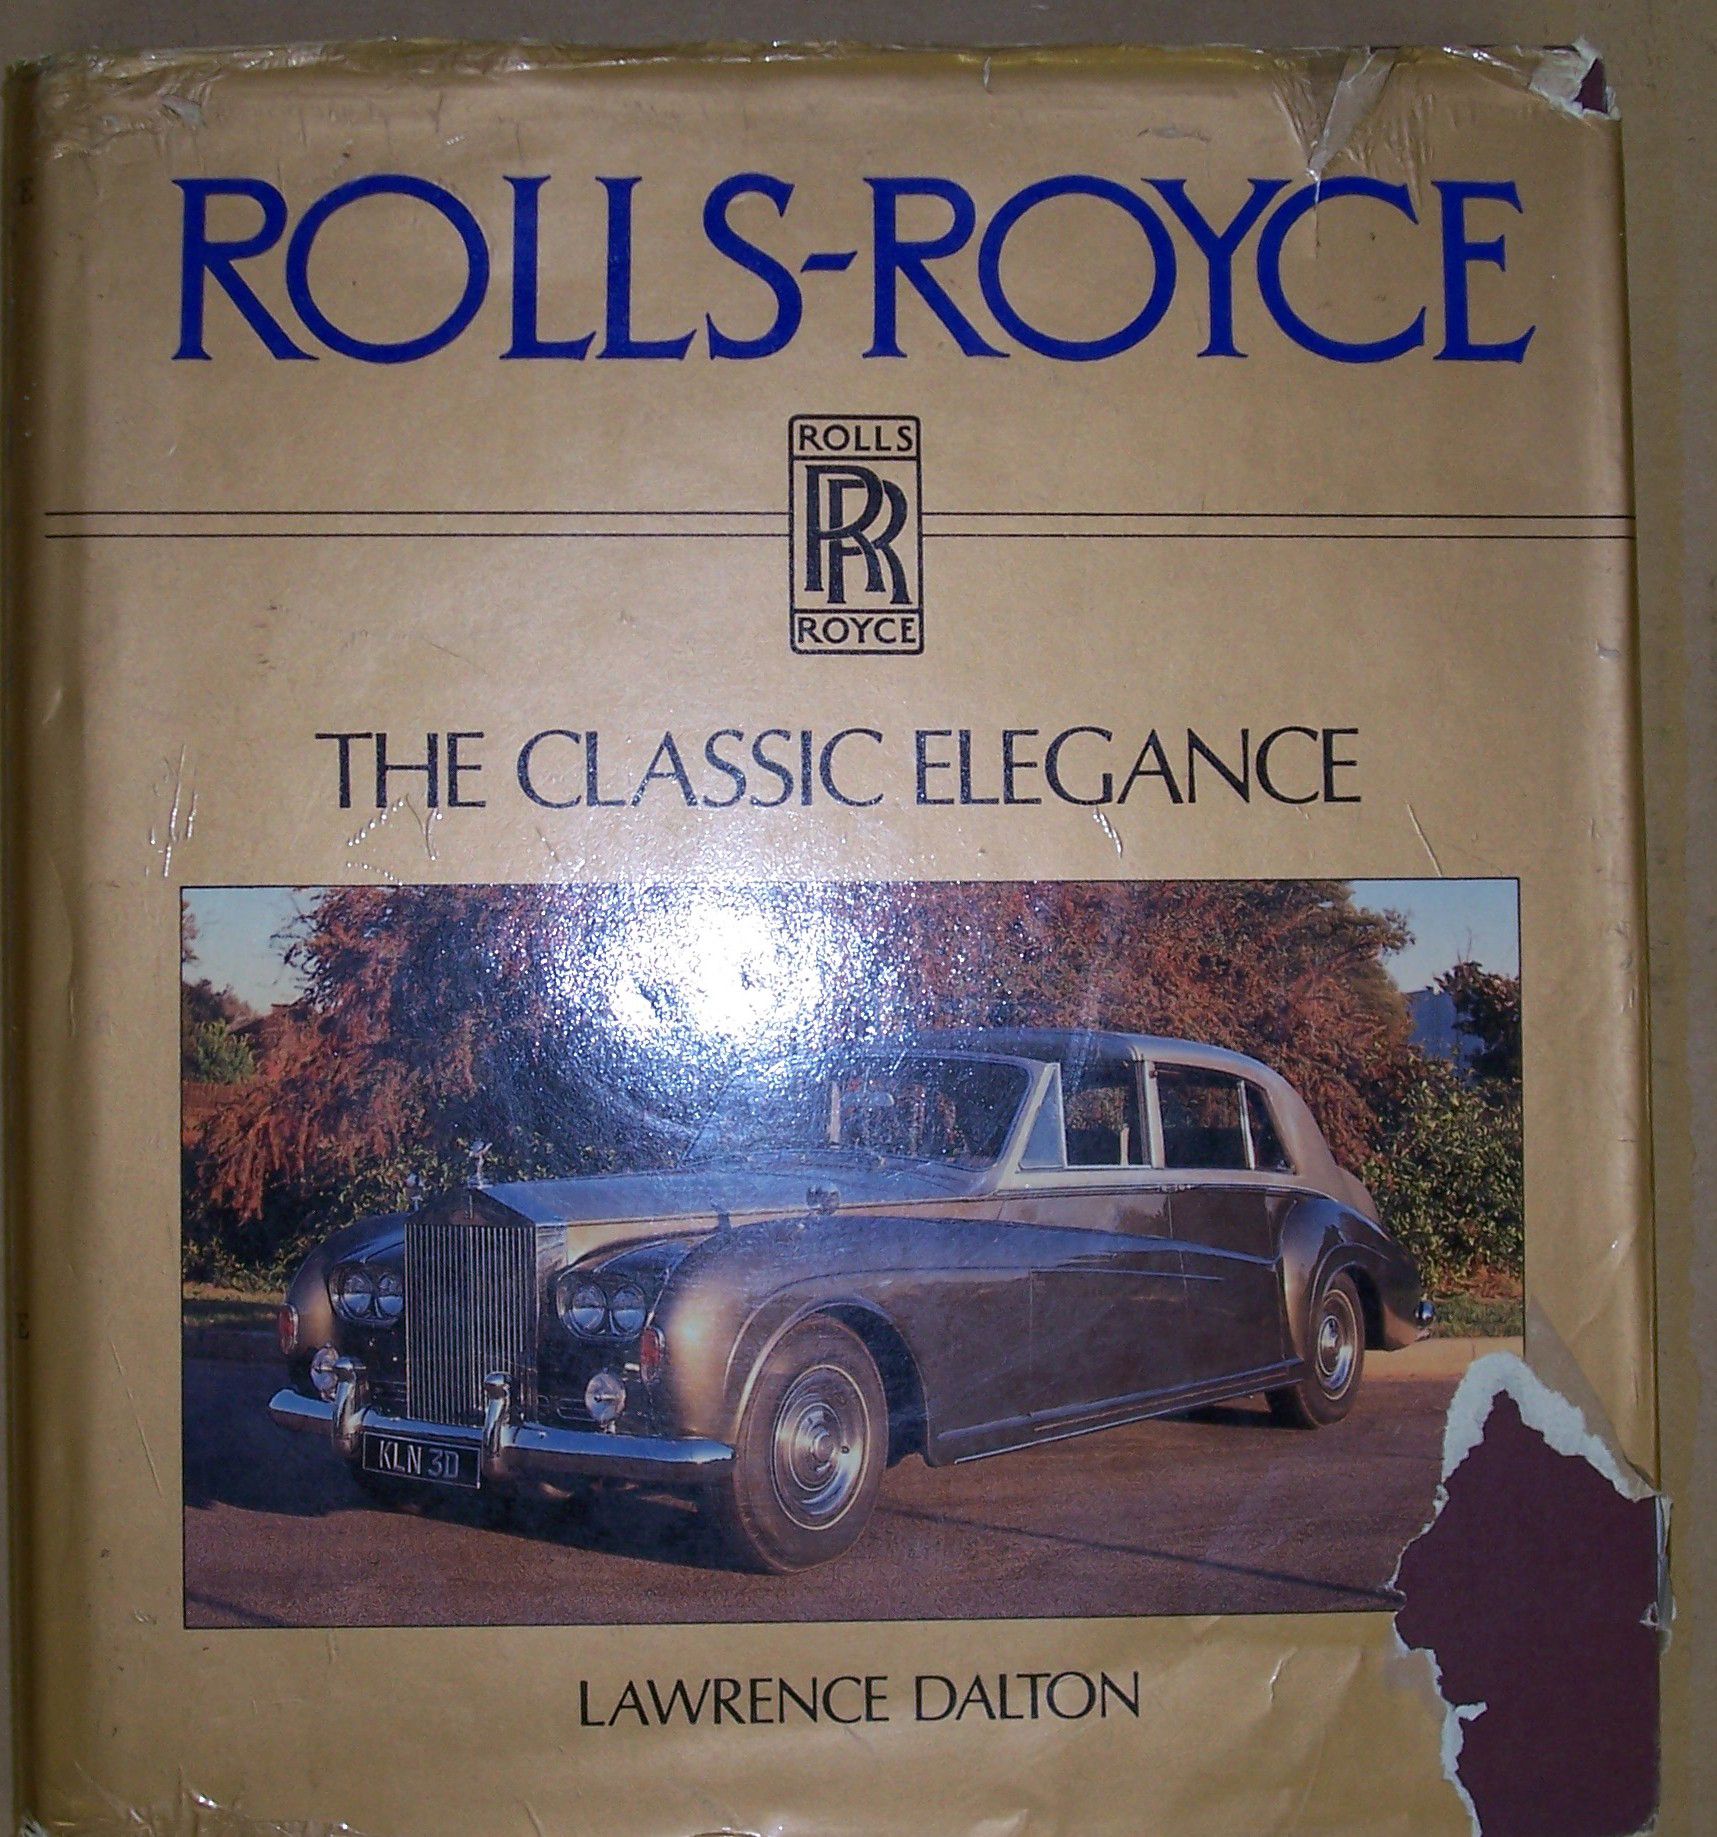 ROLLS-ROYCE
ROLLS
RR
ROYCE
THE CLASSIC ELEGANCE
KLN 3D
LAWRENCE DALTON